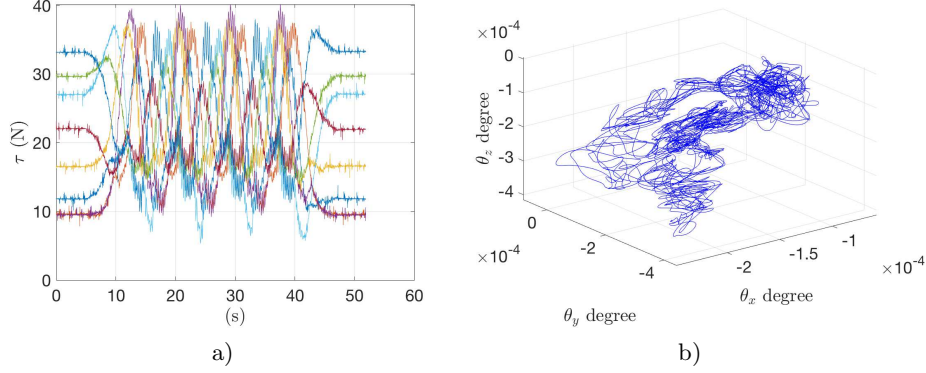 40
30
20
10
0
τ (N)
0 10 20 30 40 50 60
(s)
a)
×10⁻⁴
0
-1
-2
-3
-4
θz degree
0
-2
-4
×10⁻⁴
θy degree
-2
-1.5
-1
×10⁻⁴
θx degree
b)